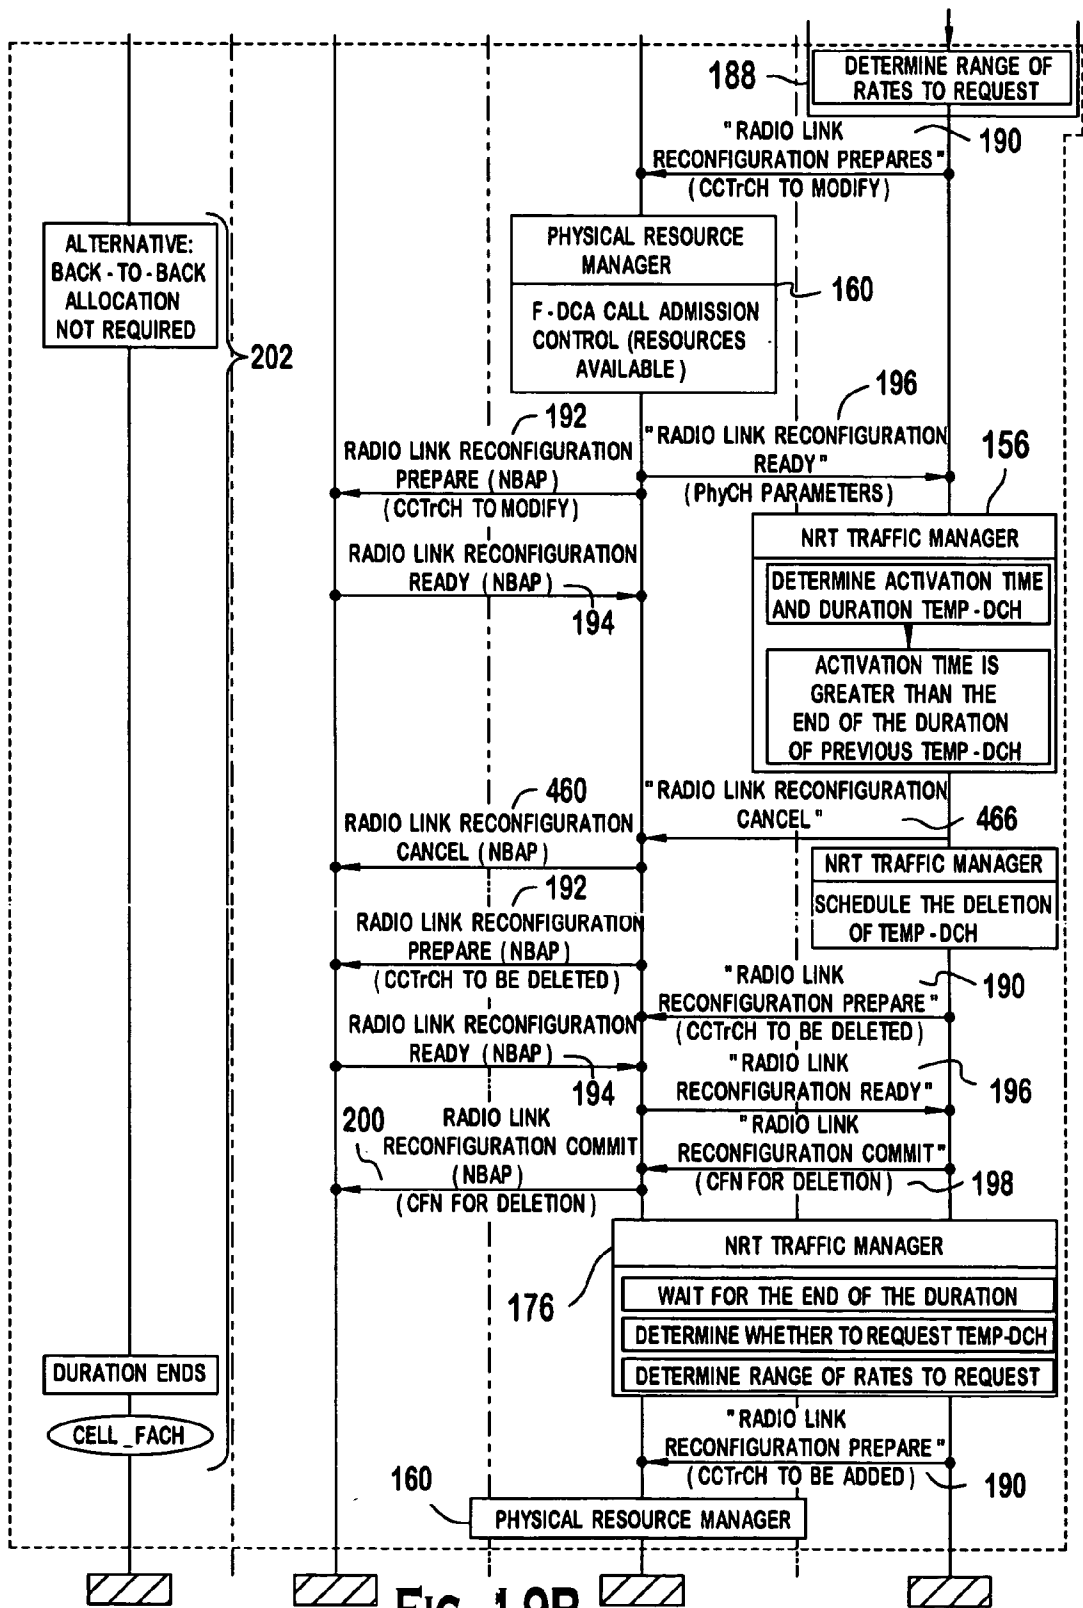 DETERMINE RANGE OF
RATES TO REQUEST
188
"RADIO LINK
RECONFIGURATION PREPARES"
(CCTrCH TO MODIFY)
190
ALTERNATIVE:
BACK-TO-BACK
ALLOCATION
NOT REQUIRED
202
PHYSICAL RESOURCE
MANAGER
F-DCA CALL ADMISSION
CONTROL (RESOURCES
AVAILABLE)
160
192
RADIO LINK RECONFIGURATION
PREPARE (NBAP)
(CCTrCH TO MODIFY)
196
"RADIO LINK RECONFIGURATION
READY"
(PhyCH PARAMETERS)
156
NRT TRAFFIC MANAGER
DETERMINE ACTIVATION TIME
AND DURATION TEMP-DCH
ACTIVATION TIME IS
GREATER THAN THE
END OF THE DURATION
OF PREVIOUS TEMP-DCH
RADIO LINK RECONFIGURATION
READY (NBAP)
194
"RADIO LINK RECONFIGURATION
CANCEL"
466
460
RADIO LINK RECONFIGURATION
CANCEL (NBAP)
NRT TRAFFIC MANAGER
SCHEDULE THE DELETION
OF TEMP-DCH
192
RADIO LINK RECONFIGURATION
PREPARE (NBAP)
(CCTrCH TO BE DELETED)
"RADIO LINK
RECONFIGURATION PREPARE"
(CCTrCH TO BE DELETED)
190
RADIO LINK RECONFIGURATION
READY (NBAP)
194
"RADIO LINK
RECONFIGURATION READY"
196
200
RADIO LINK
RECONFIGURATION COMMIT
(NBAP)
(CFN FOR DELETION)
"RADIO LINK
RECONFIGURATION COMMIT"
(CFN FOR DELETION)
198
NRT TRAFFIC MANAGER
WAIT FOR THE END OF THE DURATION
DETERMINE WHETHER TO REQUEST TEMP-DCH
DETERMINE RANGE OF RATES TO REQUEST
176
DURATION ENDS
CELL_FACH
"RADIO LINK
RECONFIGURATION PREPARE"
(CCTrCH TO BE ADDED)
190
160
PHYSICAL RESOURCE MANAGER
FIG. 19B